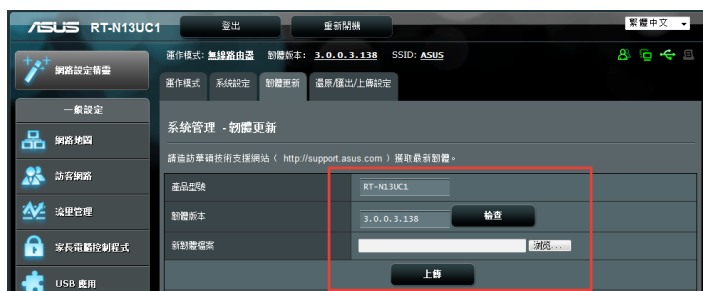 ASUS RT-N13UC1 登出 重新開機 繁體中文
運作模式: 無線路由器 韌體版本: 3.0.0.3.138 SSID: ASUS
網路設定精靈
運作模式 系統設定 韌體更新 還原/匯出/上傳設定
一般設定
系統管理 - 韌體更新
網路地圖
請造訪華碩技術支援網站( http://support.asus.com )獲取最新韌體。
訪客網路
產品型號 RT-N13UC1
流量管理
韌體版本 3.0.0.3.138 檢查
家長電腦控制程式
新韌體檔案 浏览...
上傳
USB 應用